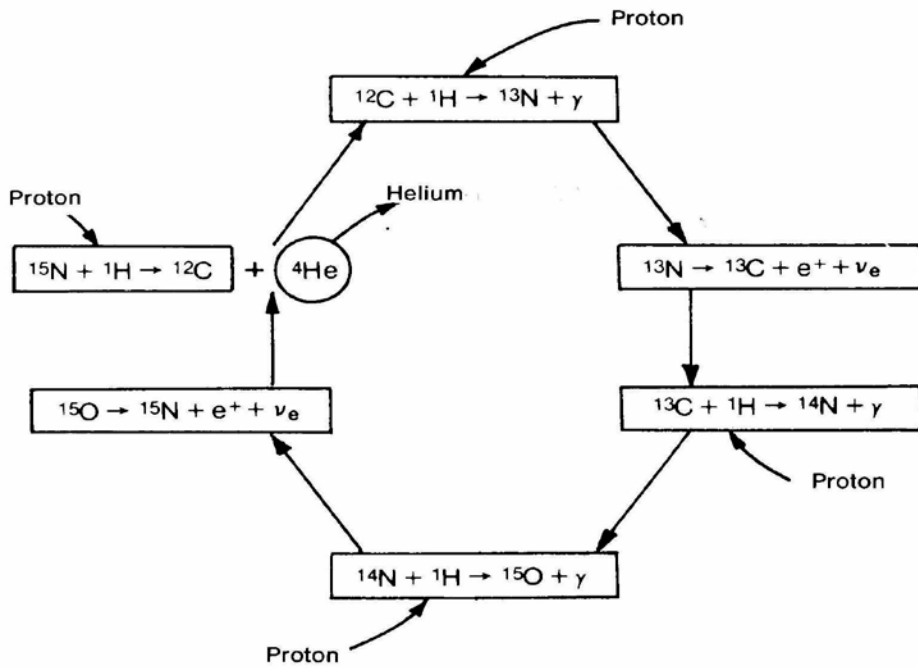 Proton
¹²C + ¹H → ¹³N + γ
Helium
Proton
¹⁵N + ¹H → ¹²C + ⁴He
¹³N → ¹³C + e⁺ + νₑ
¹⁵O → ¹⁵N + e⁺ + νₑ
¹³C + ¹H → ¹⁴N + γ
Proton
¹⁴N + ¹H → ¹⁵O + γ
Proton